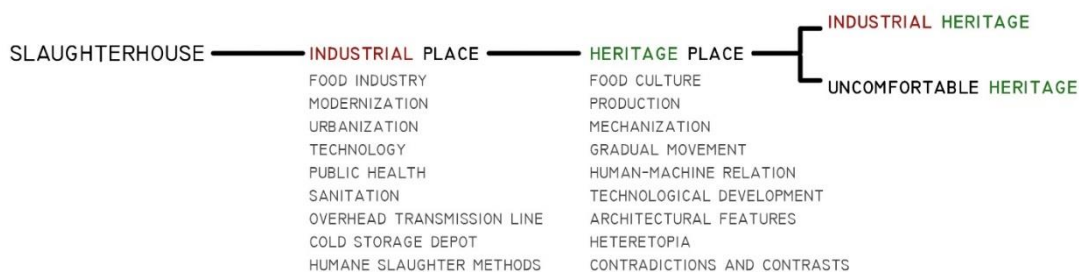 SLAUGHTERHOUSE
INDUSTRIAL PLACE
FOOD INDUSTRY
MODERNIZATION
URBANIZATION
TECHNOLOGY
PUBLIC HEALTH
SANITATION
OVERHEAD TRANSMISSION LINE
COLD STORAGE DEPOT
HUMANE SLAUGHTER METHODS
HERITAGE PLACE
FOOD CULTURE
PRODUCTION
MECHANIZATION
GRADUAL MOVEMENT
HUMAN-MACHINE RELATION
TECHNOLOGICAL DEVELOPMENT
ARCHITECTURAL FEATURES
HETERETOPIA
CONTRADICTIONS AND CONTRASTS
INDUSTRIAL HERITAGE
UNCOMFORTABLE HERITAGE